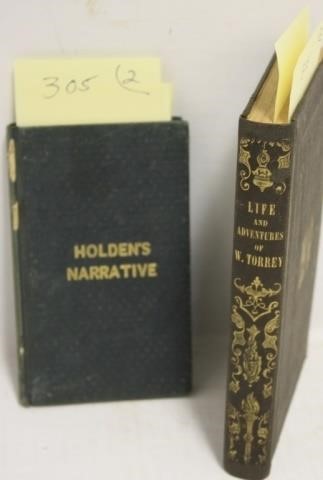 305 (2
HOLDEN'S
NARRATIVE
LIFE
AND
ADVENTURES
OF
W. TORREY